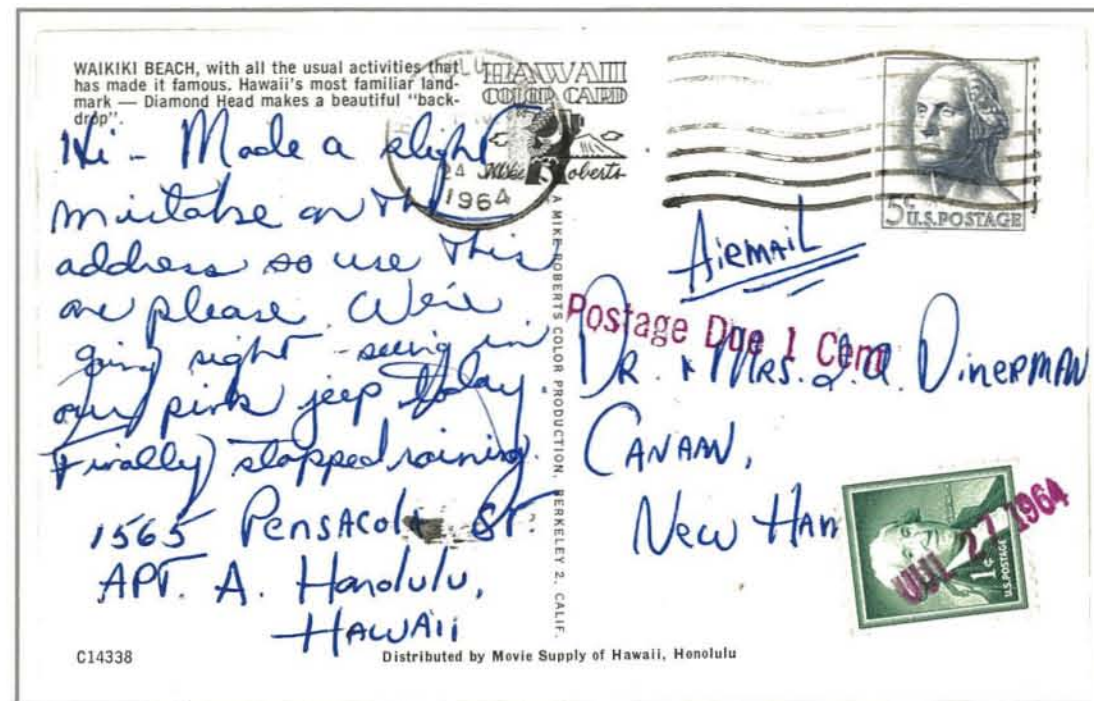 WAIKIKI BEACH, with all the usual activities that
has made it famous. Hawaii's most familiar land-
mark — Diamond Head makes a beautiful "back-
drop".
HAWAII
COLOR CARD
Mike Roberts
24
1964
Hi - Made a slight
mistake on the
address so use this
one please. We're
going sight-seeing in
our pink jeep today.
Finally stopped raining.
1565 Pensacola St.
APT. A. Honolulu,
HAWAii
C14338
A MIKE ROBERTS COLOR PRODUCTION, BERKELEY 2, CALIF.
Distributed by Movie Supply of Hawaii, Honolulu
5¢ U.S. POSTAGE
AirmAiL
Postage Due 1 Cent
DR. & MRS. Dinerman
CANAAN,
New Ham
1¢
U.S. POSTAGE
JUL 27 1964